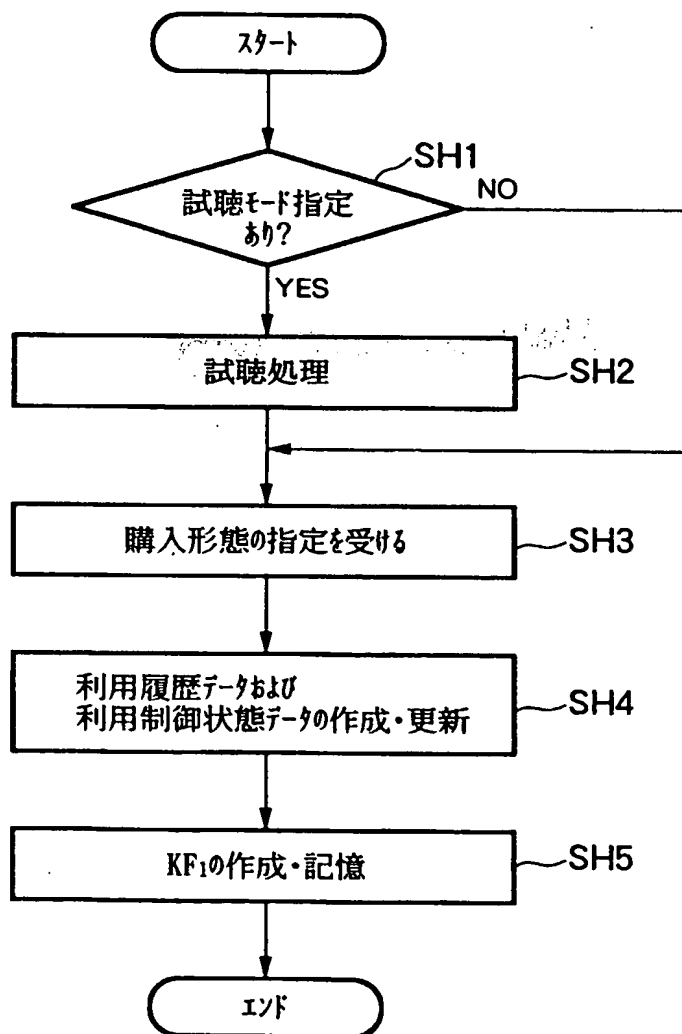 スタート
SH1
試聴モード指定
あり?
NO
YES
試聴処理
SH2
購入形態の指定を受ける
SH3
利用履歴データおよび
利用制御状態データの作成・更新
SH4
KF₁の作成・記憶
SH5
エンド